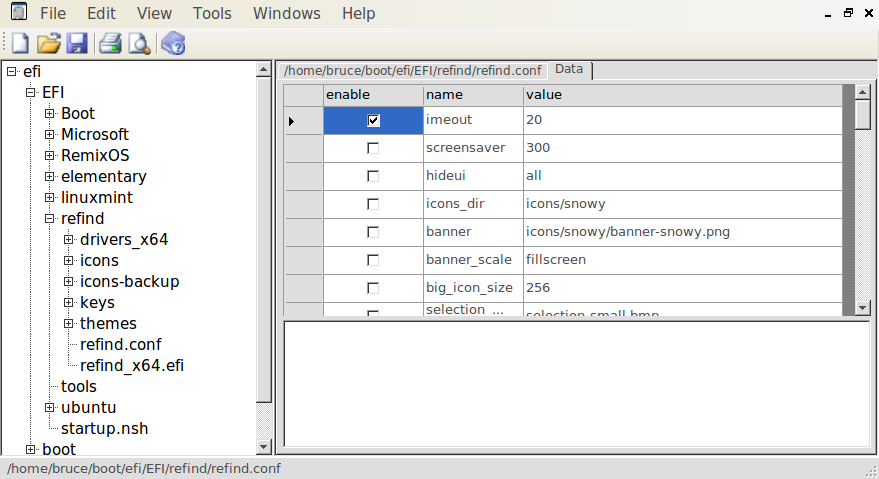 File Edit View Tools Windows Help
efi
EFI
Boot
Microsoft
RemixOS
elementary
linuxmint
refind
drivers_x64
icons
icons-backup
keys
themes
refind.conf
refind_x64.efi
tools
ubuntu
startup.nsh
boot
/home/bruce/boot/efi/EFI/refind/refind.conf Data
enable name value
imeout 20
screensaver 300
hideui all
icons_dir icons/snowy
banner icons/snowy/banner-snowy.png
banner_scale fillscreen
big_icon_size 256
selection_... selection-small.bmp
/home/bruce/boot/efi/EFI/refind/refind.conf